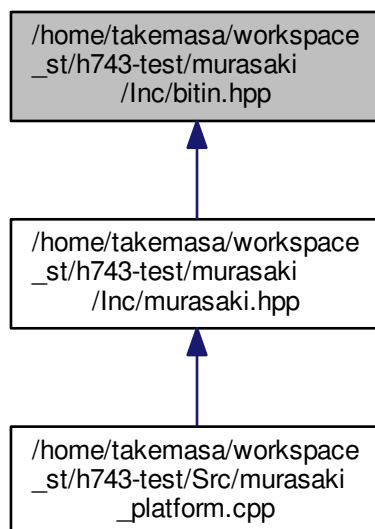 /home/takemasa/workspace
_st/h743-test/murasaki
/Inc/bitin.hpp
/home/takemasa/workspace
_st/h743-test/murasaki
/Inc/murasaki.hpp
/home/takemasa/workspace
_st/h743-test/Src/murasaki
_platform.cpp